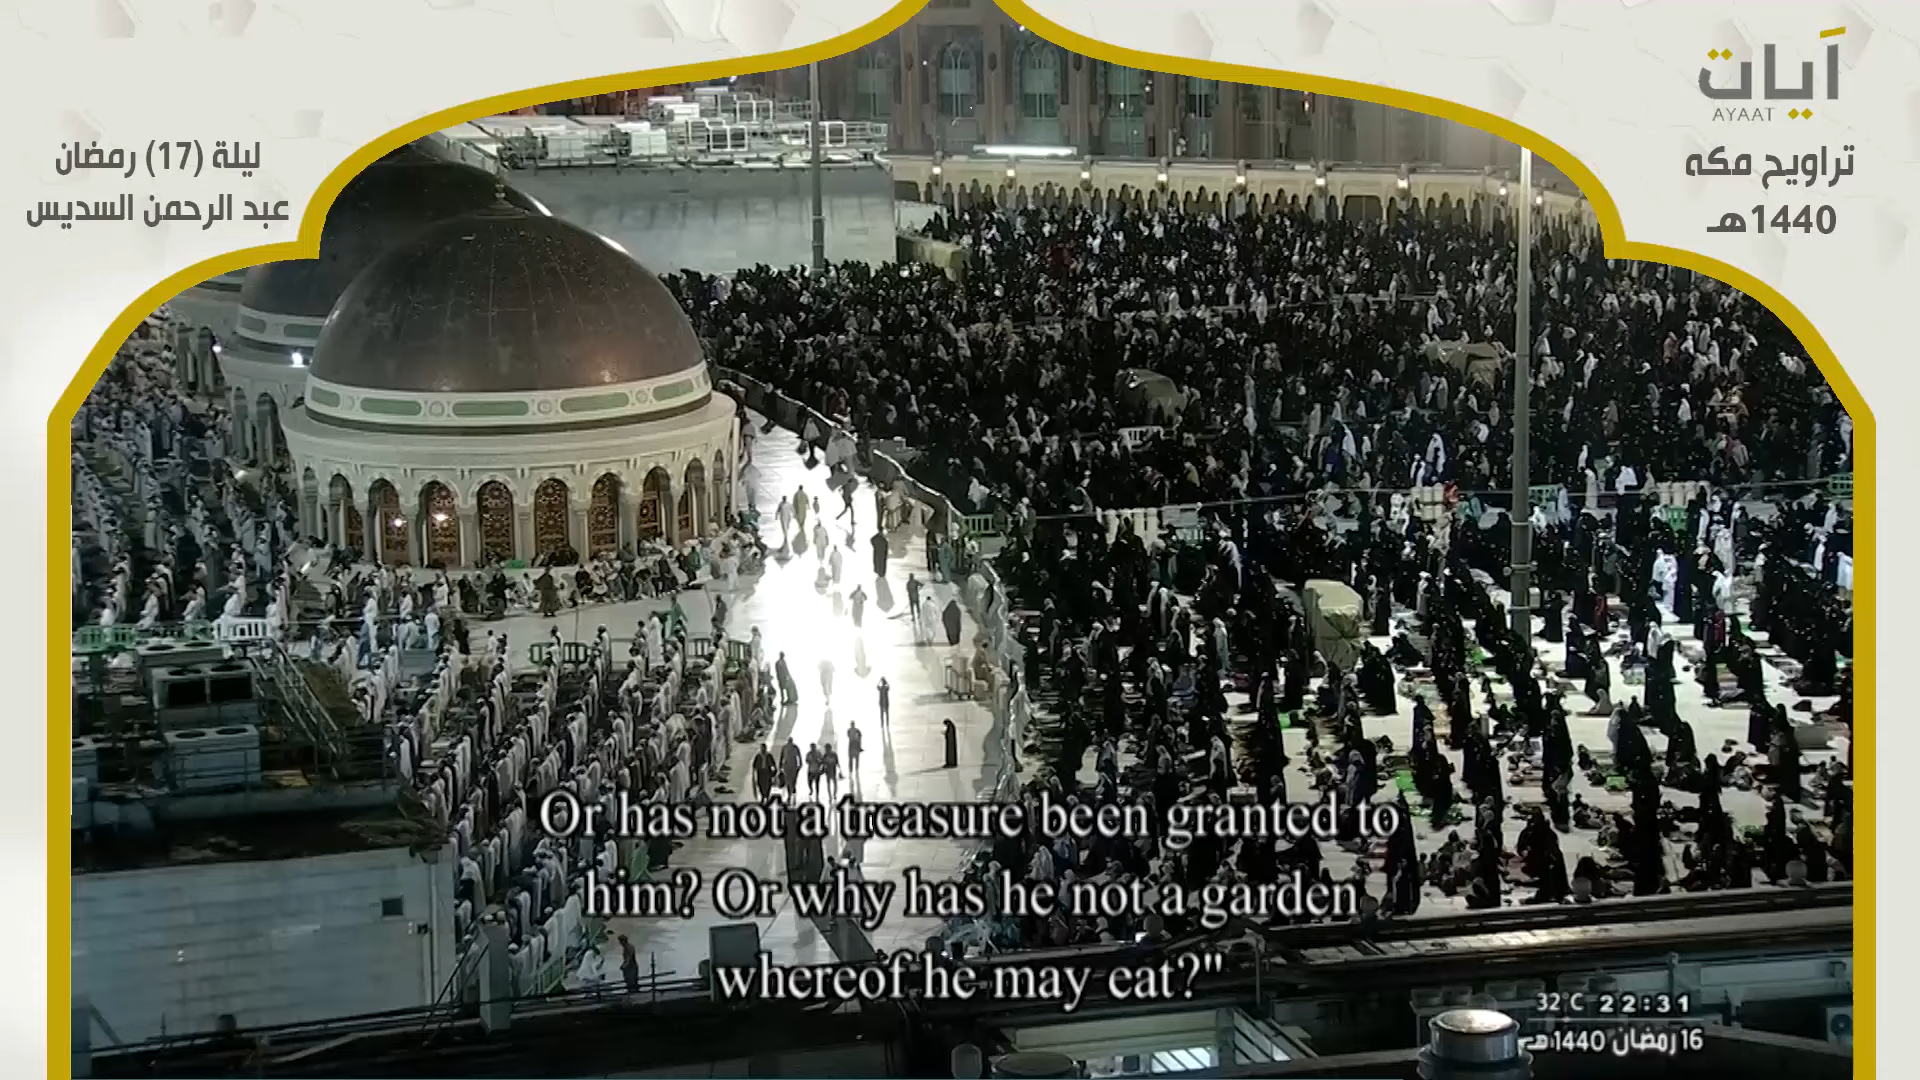 آيات
AYAAT
تراويح مكه
1440هـ
ليلة (17) رمضان
عبد الرحمن السديس
Or has not a treasure been granted to
him? Or why has he not a garden
whereof he may eat?"
32°C 22:31
16 رمضان 1440هـ